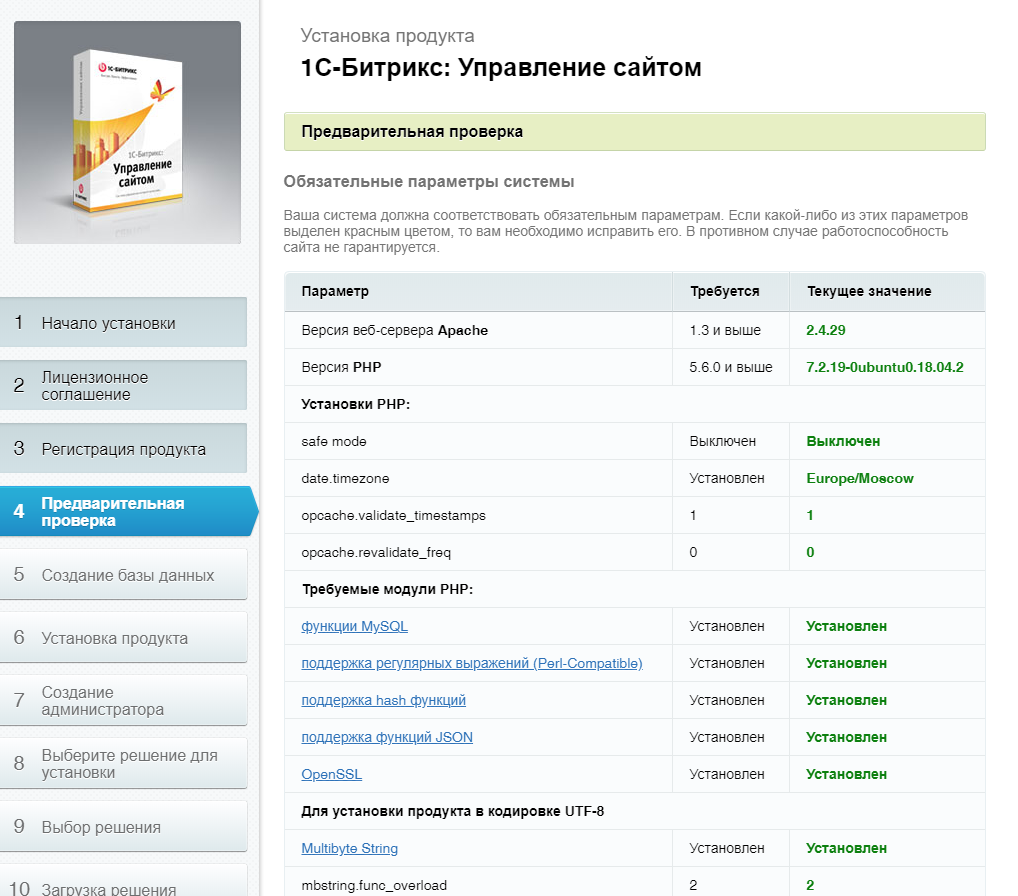 1С-БИТРИКС
1С-Битрикс:
Управление
сайтом
1 Начало установки
2 Лицензионное
соглашение
3 Регистрация продукта
4 Предварительная
проверка
5 Создание базы данных
6 Установка продукта
7 Создание
администратора
8 Выберите решение для
установки
9 Выбор решения
10 Загрузка решения
Установка продукта
1С-Битрикс: Управление сайтом
Предварительная проверка
Обязательные параметры системы
Ваша система должна соответствовать обязательным параметрам. Если какой-либо из этих параметров
выделен красным цветом, то вам необходимо исправить его. В противном случае работоспособность
сайта не гарантируется.
Параметр Требуется Текущее значение
Версия веб-сервера Apache 1.3 и выше 2.4.29
Версия PHP 5.6.0 и выше 7.2.19-0ubuntu0.18.04.2
Установки PHP:
safe mode Выключен Выключен
date.timezone Установлен Europe/Moscow
opcache.validate_timestamps 1 1
opcache.revalidate_freq 0 0
Требуемые модули PHP:
функции MySQL Установлен Установлен
поддержка регулярных выражений (Perl-Compatible) Установлен Установлен
поддержка hash функций Установлен Установлен
поддержка функций JSON Установлен Установлен
OpenSSL Установлен Установлен
Для установки продукта в кодировке UTF-8
Multibyte String Установлен Установлен
mbstring.func_overload 2 2